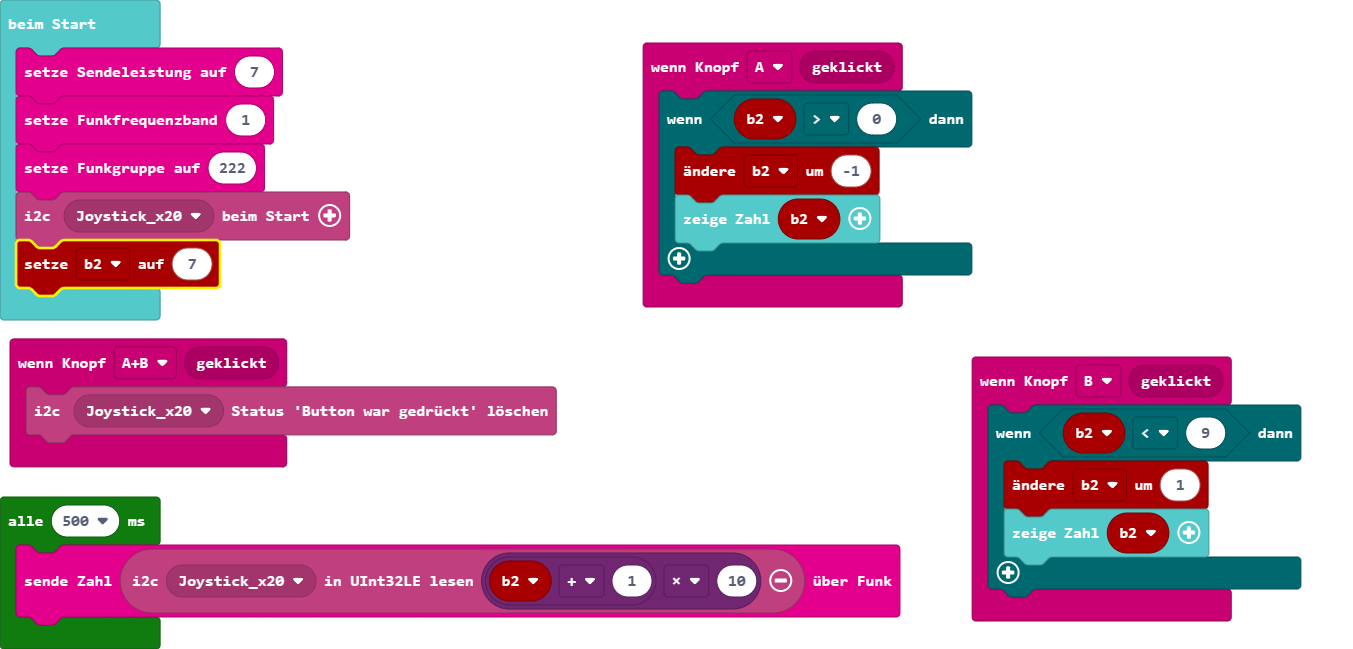 beim Start
setze Sendeleistung auf 7
setze Funkfrequenzband 1
setze Funkgruppe auf 222
i2c Joystick_x20 beim Start
setze b2 auf 7
wenn Knopf A geklickt
wenn b2 > 0 dann
ändere b2 um -1
zeige Zahl b2
wenn Knopf A+B geklickt
i2c Joystick_x20 Status 'Button war gedrückt' löschen
wenn Knopf B geklickt
wenn b2 < 9 dann
ändere b2 um 1
zeige Zahl b2
alle 500 ms
sende Zahl i2c Joystick_x20 in UInt32LE lesen b2 + 1 × 10 über Funk